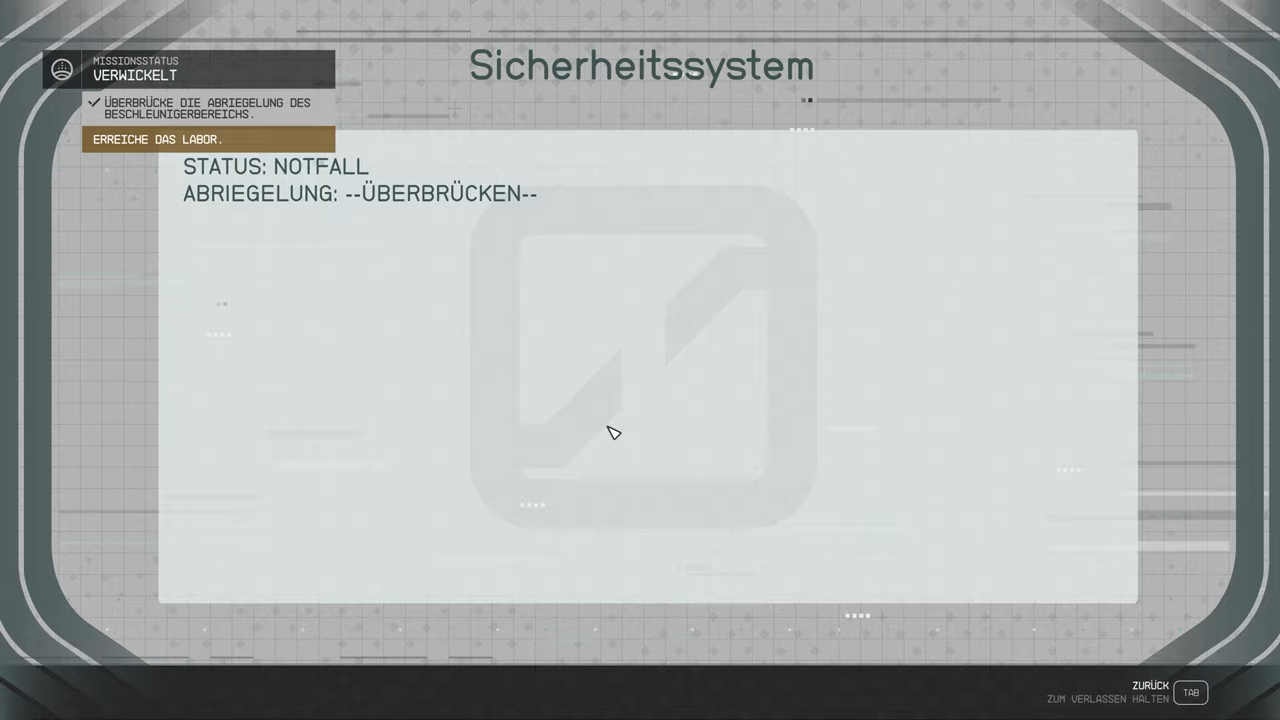 Sicherheitssystem
MISSIONSSTATUS
VERWICKELT
ÜBERBRÜCKE DIE ABRIEGELUNG DES
BESCHLEUNIGERBEREICHS.
ERREICHE DAS LABOR.
STATUS: NOTFALL
ABRIEGELUNG: --ÜBERBRÜCKEN--
ZURÜCK
ZUM VERLASSEN HALTEN
TAB